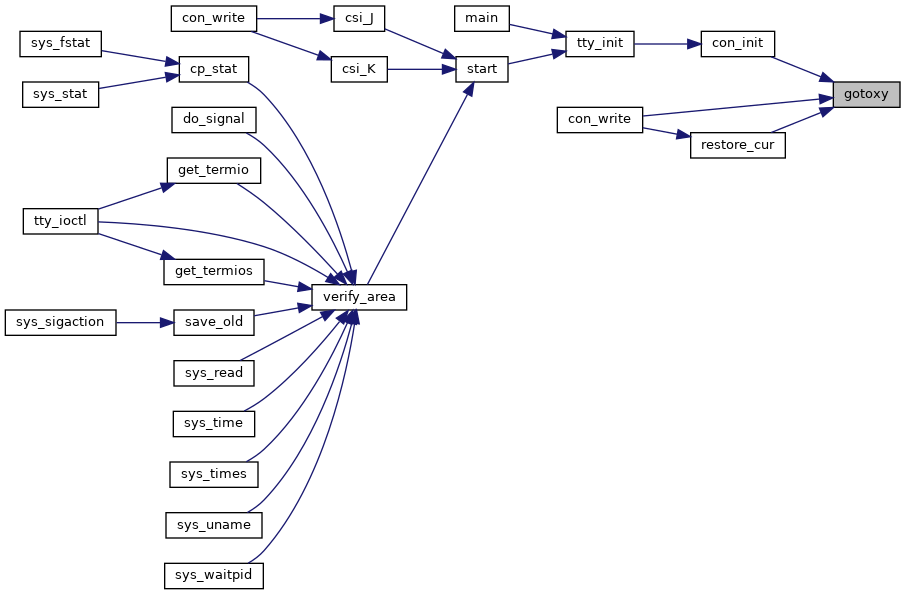 con_write
csi_J
main
sys_fstat
tty_init
con_init
cp_stat
csi_K
start
sys_stat
gotoxy
do_signal
con_write
restore_cur
get_termio
tty_ioctl
get_termios
verify_area
sys_sigaction
save_old
sys_read
sys_time
sys_times
sys_uname
sys_waitpid